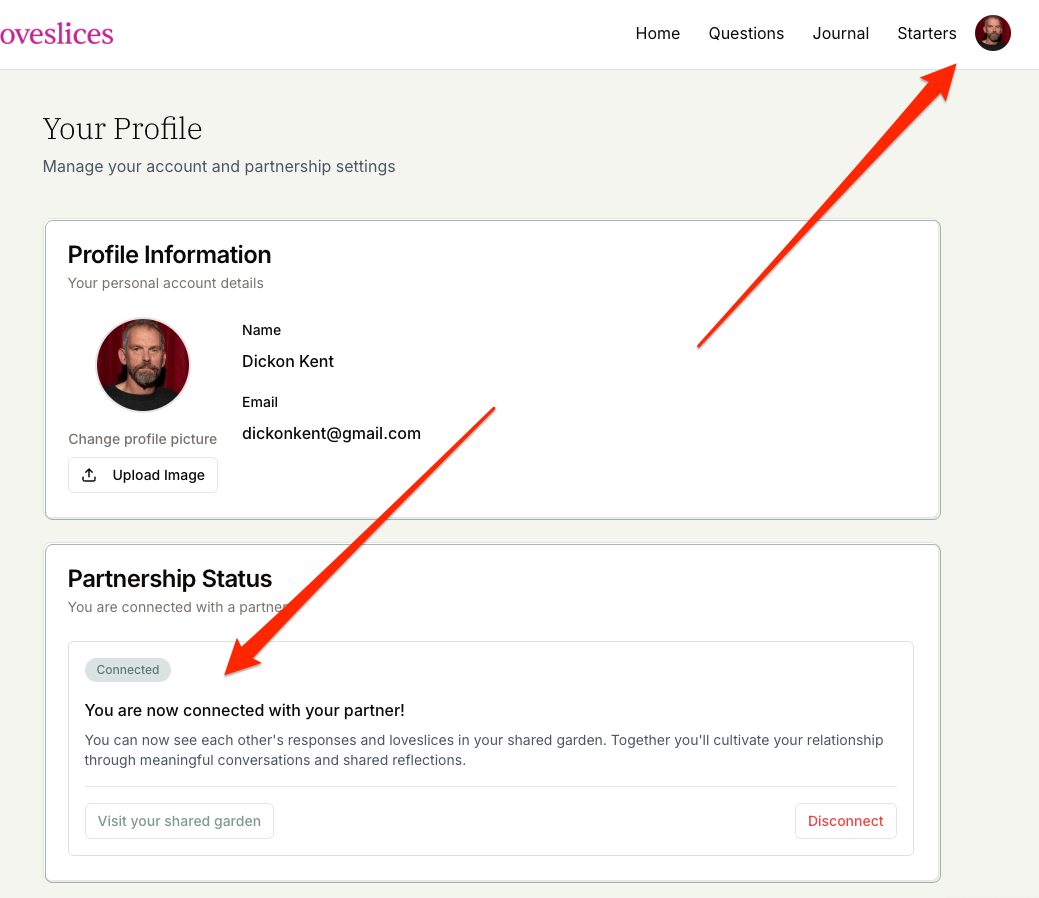 oveslices
Home Questions Journal Starters
Your Profile
Manage your account and partnership settings
Profile Information
Your personal account details
Name
Dickon Kent
Email
dickonkent@gmail.com
Change profile picture
Upload Image
Partnership Status
You are connected with a partner
Connected
You are now connected with your partner!
You can now see each other's responses and loveslices in your shared garden. Together you'll cultivate your relationship
through meaningful conversations and shared reflections.
Visit your shared garden Disconnect